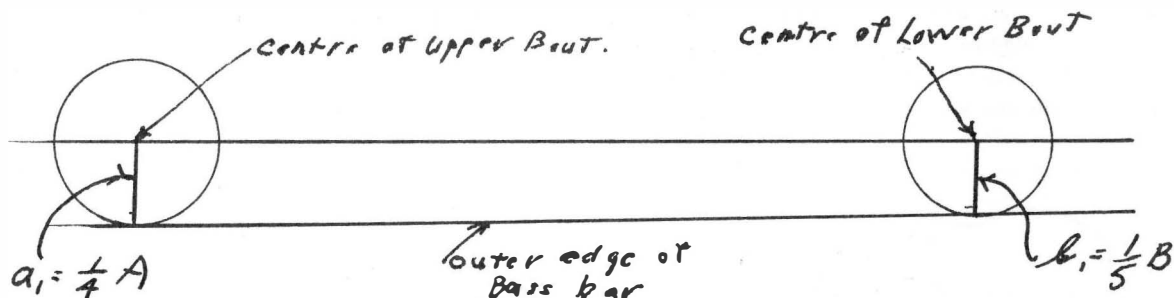 Centre of Upper Bout.
Centre of Lower Bout
a₁ = 1/4 A
outer edge of
Bass bar
b₁ = 1/5 B